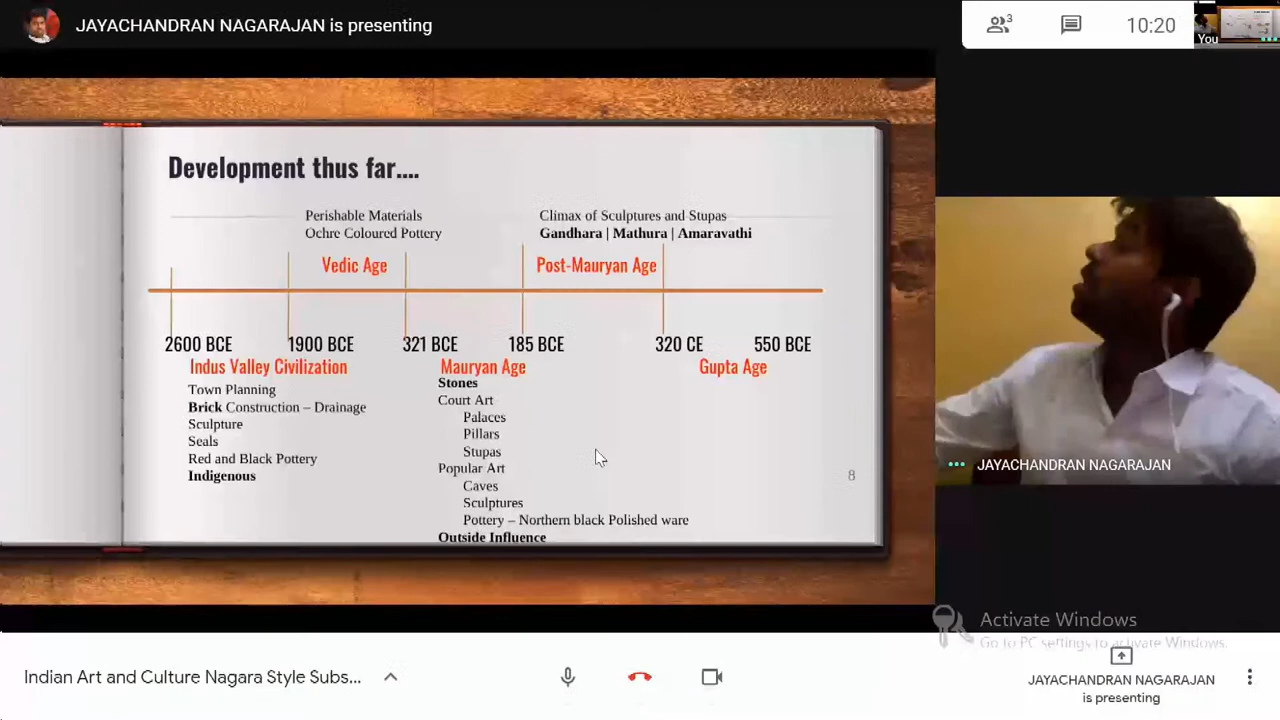 JAYACHANDRAN NAGARAJAN is presenting
3
10:20
You
Development thus far....
Perishable Materials
Ochre Coloured Pottery
Climax of Sculptures and Stupas
Gandhara | Mathura | Amaravathi
Vedic Age
Post-Mauryan Age
2600 BCE
1900 BCE
321 BCE
185 BCE
320 CE
550 BCE
Indus Valley Civilization
Mauryan Age
Gupta Age
Town Planning
Brick Construction – Drainage
Sculpture
Seals
Red and Black Pottery
Indigenous
Stones
Court Art
Palaces
Pillars
Stupas
Popular Art
Caves
Sculptures
Pottery – Northern black Polished ware
Outside Influence
8
JAYACHANDRAN NAGARAJAN
Activate Windows
Go to PC settings to activate Windows.
Indian Art and Culture Nagara Style Subs...
JAYACHANDRAN NAGARAJAN
is presenting